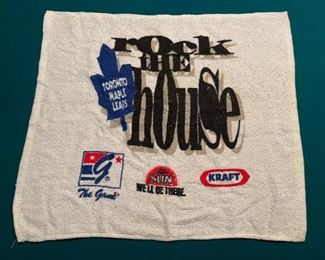 rOck
tHE
hOuSe
TORONTO
MAPLE
LEAFS
G
The Game
SUN
WE'LL BE THERE.
KRAFT